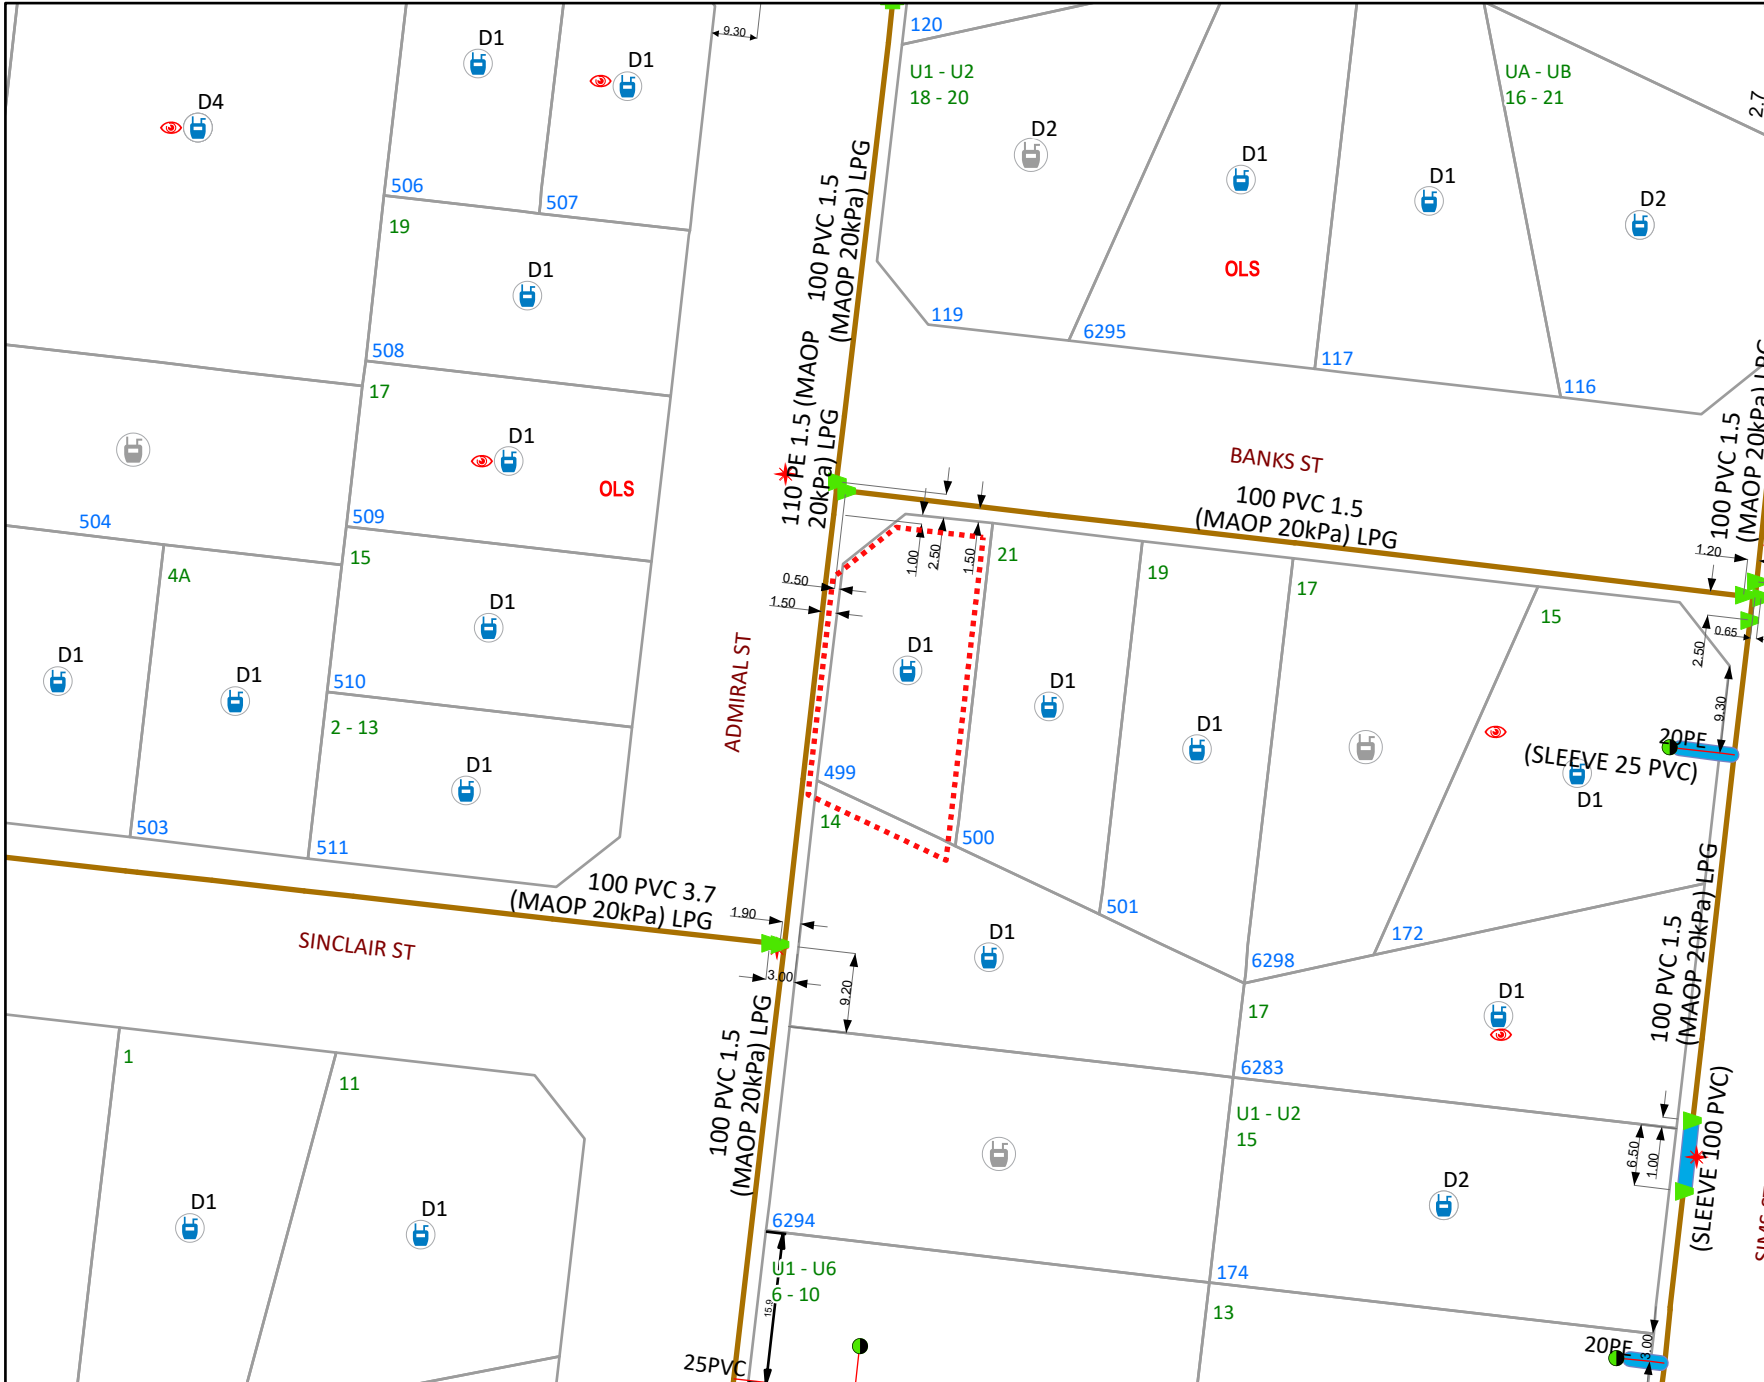 9.30
120
D1
D1
U1 - U2
18 - 20
UA - UB
16 - 21
D4
2.7
D2
D1
D1
D2
506
507
19
100 PVC 1.5
(MAOP 20kPa) LPG
D1
OLS
119
6295
117
116
508
17
110 PE 1.5 (MAOP
20kPa) LPG
D1
OLS
BANKS ST
100 PVC 1.5
(MAOP 20kPa) LPG
100 PVC 1.5
(MAOP 20kPa) LPG
504
509
15
4A
1.00
2.50
1.50
21
19
17
15
1.20
0.50
1.50
D1
D1
D1
510
2 - 13
D1
ADMIRAL ST
D1
D1
D1
2.50
0.65
9.30
20PE
(SLEEVE 25 PVC)
D1
D1
499
14
500
503
511
501
172
6298
100 PVC 3.7
(MAOP 20kPa) LPG
1.90
SINCLAIR ST
3.00
9.20
D1
D1
17
6283
100 PVC 1.5
(MAOP 20kPa) LPG
100 PVC 1.5
(MAOP 20kPa) LPG
1
11
U1 - U2
15
6.50
1.00
(SLEEVE 100 PVC)
D1
D1
D2
6294
U1 - U6
6 - 10
15.9
174
13
25PVC
20PE
3.00